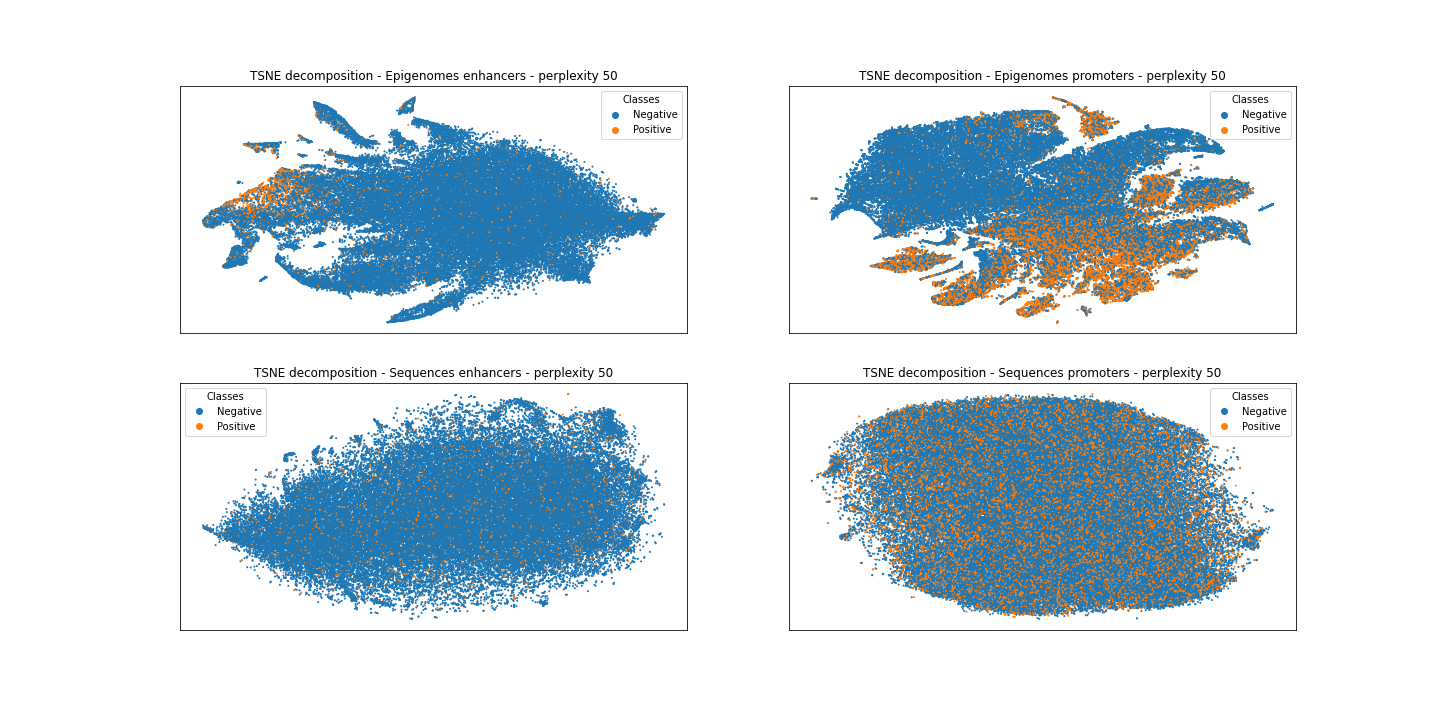 TSNE decomposition - Epigenomes enhancers - perplexity 50
Classes
Negative
Positive
TSNE decomposition - Epigenomes promoters - perplexity 50
Classes
Negative
Positive
TSNE decomposition - Sequences enhancers - perplexity 50
Classes
Negative
Positive
TSNE decomposition - Sequences promoters - perplexity 50
Classes
Negative
Positive